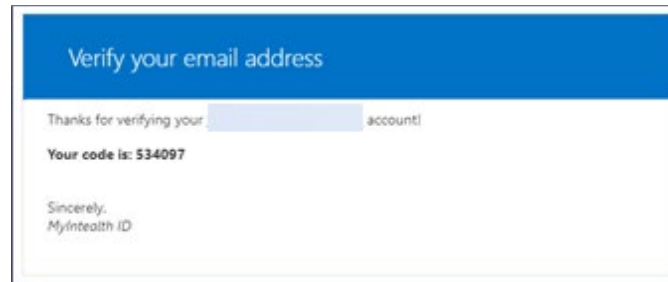 Verify your email address
Thanks for verifying your account!
Your code is: 534097
Sincerely,
MyIntealth ID